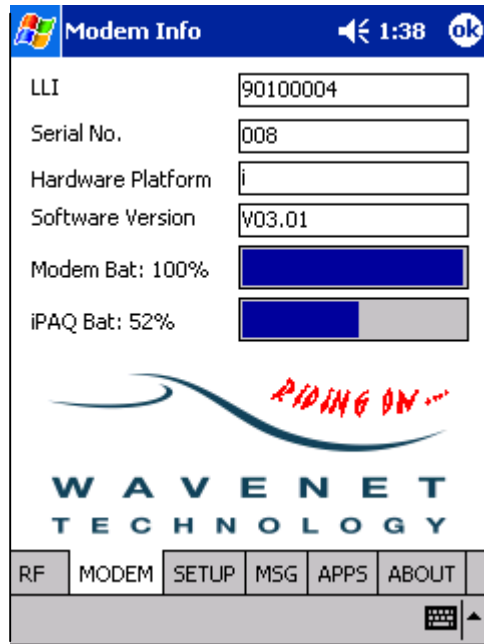 Modem Info 1:38 ok
LLI 90100004
Serial No. 008
Hardware Platform i
Software Version V03.01
Modem Bat: 100%
iPAQ Bat: 52%
RIDING ON...
WAVENET
TECHNOLOGY
RF MODEM SETUP MSG APPS ABOUT